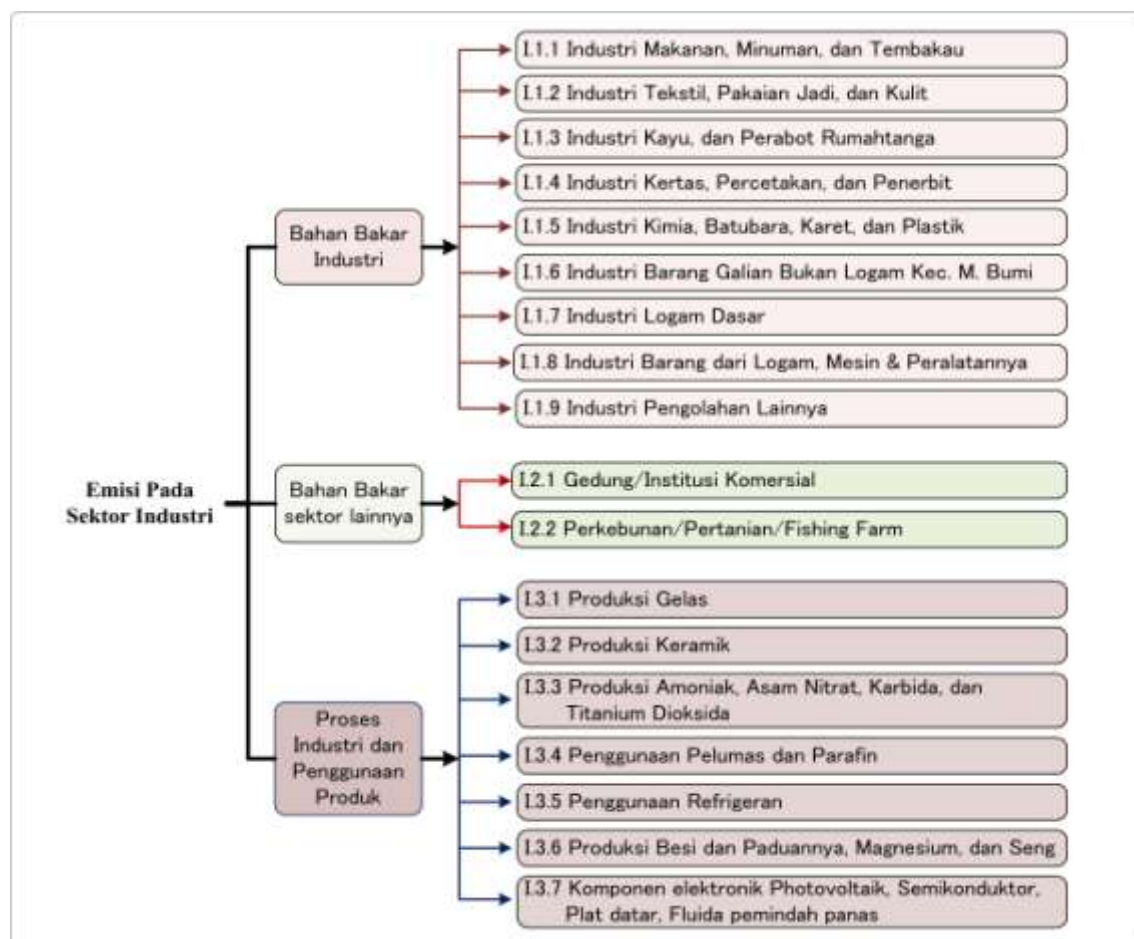 Emisi Pada
Sektor Industri
Bahan Bakar
Industri
I.1.1 Industri Makanan, Minuman, dan Tembakau
I.1.2 Industri Tekstil, Pakaian Jadi, dan Kulit
I.1.3 Industri Kayu, dan Perabot Rumahtanga
I.1.4 Industri Kertas, Percetakan, dan Penerbit
I.1.5 Industri Kimia, Batubara, Karet, dan Plastik
I.1.6 Industri Barang Galian Bukan Logam Kec. M. Bumi
I.1.7 Industri Logam Dasar
I.1.8 Industri Barang dari Logam, Mesin & Peralatannya
I.1.9 Industri Pengolahan Lainnya
Bahan Bakar
sektor lainnya
I.2.1 Gedung/Institusi Komersial
I.2.2 Perkebunan/Pertanian/Fishing Farm
Proses
Industri dan
Penggunaan
Produk
I.3.1 Produksi Gelas
I.3.2 Produksi Keramik
I.3.3 Produksi Amoniak, Asam Nitrat, Karbida, dan
Titanium Dioksida
I.3.4 Penggunaan Pelumas dan Parafin
I.3.5 Penggunaan Refrigeran
I.3.6 Produksi Besi dan Paduannya, Magnesium, dan Seng
I.3.7 Komponen elektronik Photovoltaik, Semikonduktor,
Plat datar, Fluida pemindah panas